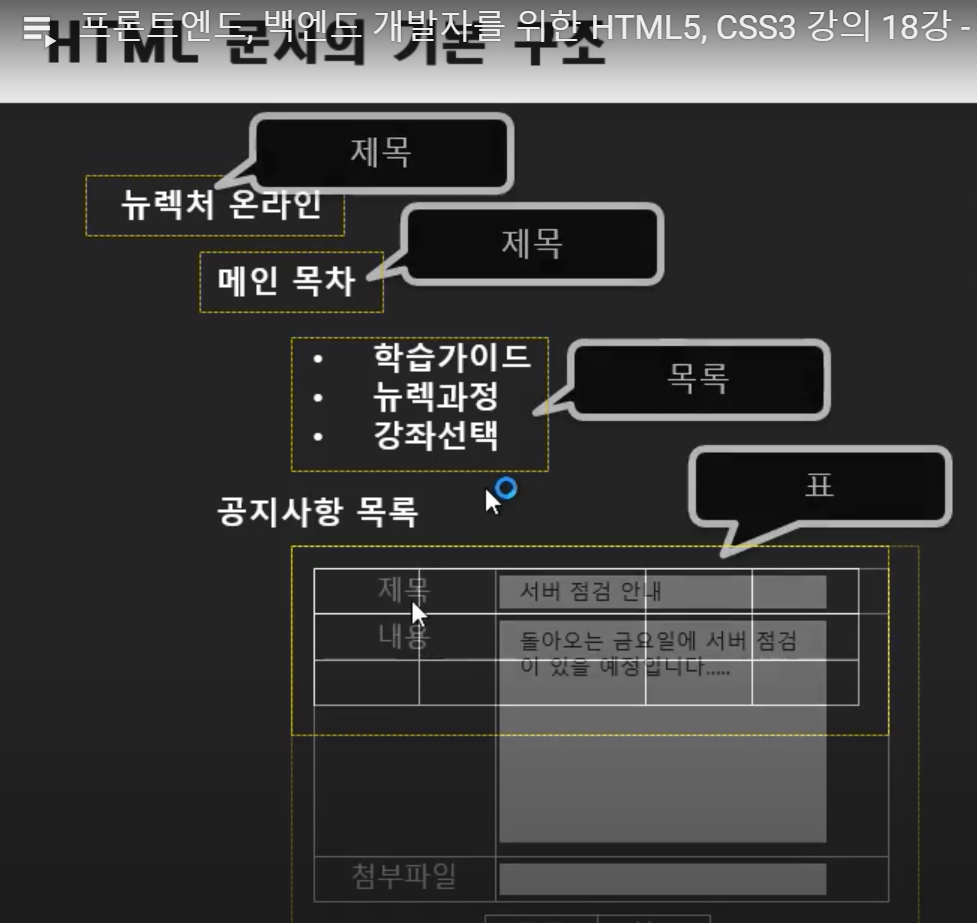 프론트엔드, 백엔드 개발자를 위한 HTML5, CSS3 강의 18강 -
HTML 문서의 기본 구조
제목
뉴렉처 온라인
제목
메인 목차
• 학습가이드
• 뉴렉과정
• 강좌선택
목록
표
공지사항 목록
제목 서버 점검 안내
내용 돌아오는 금요일에 서버 점검
이 있을 예정입니다.....
첨부파일